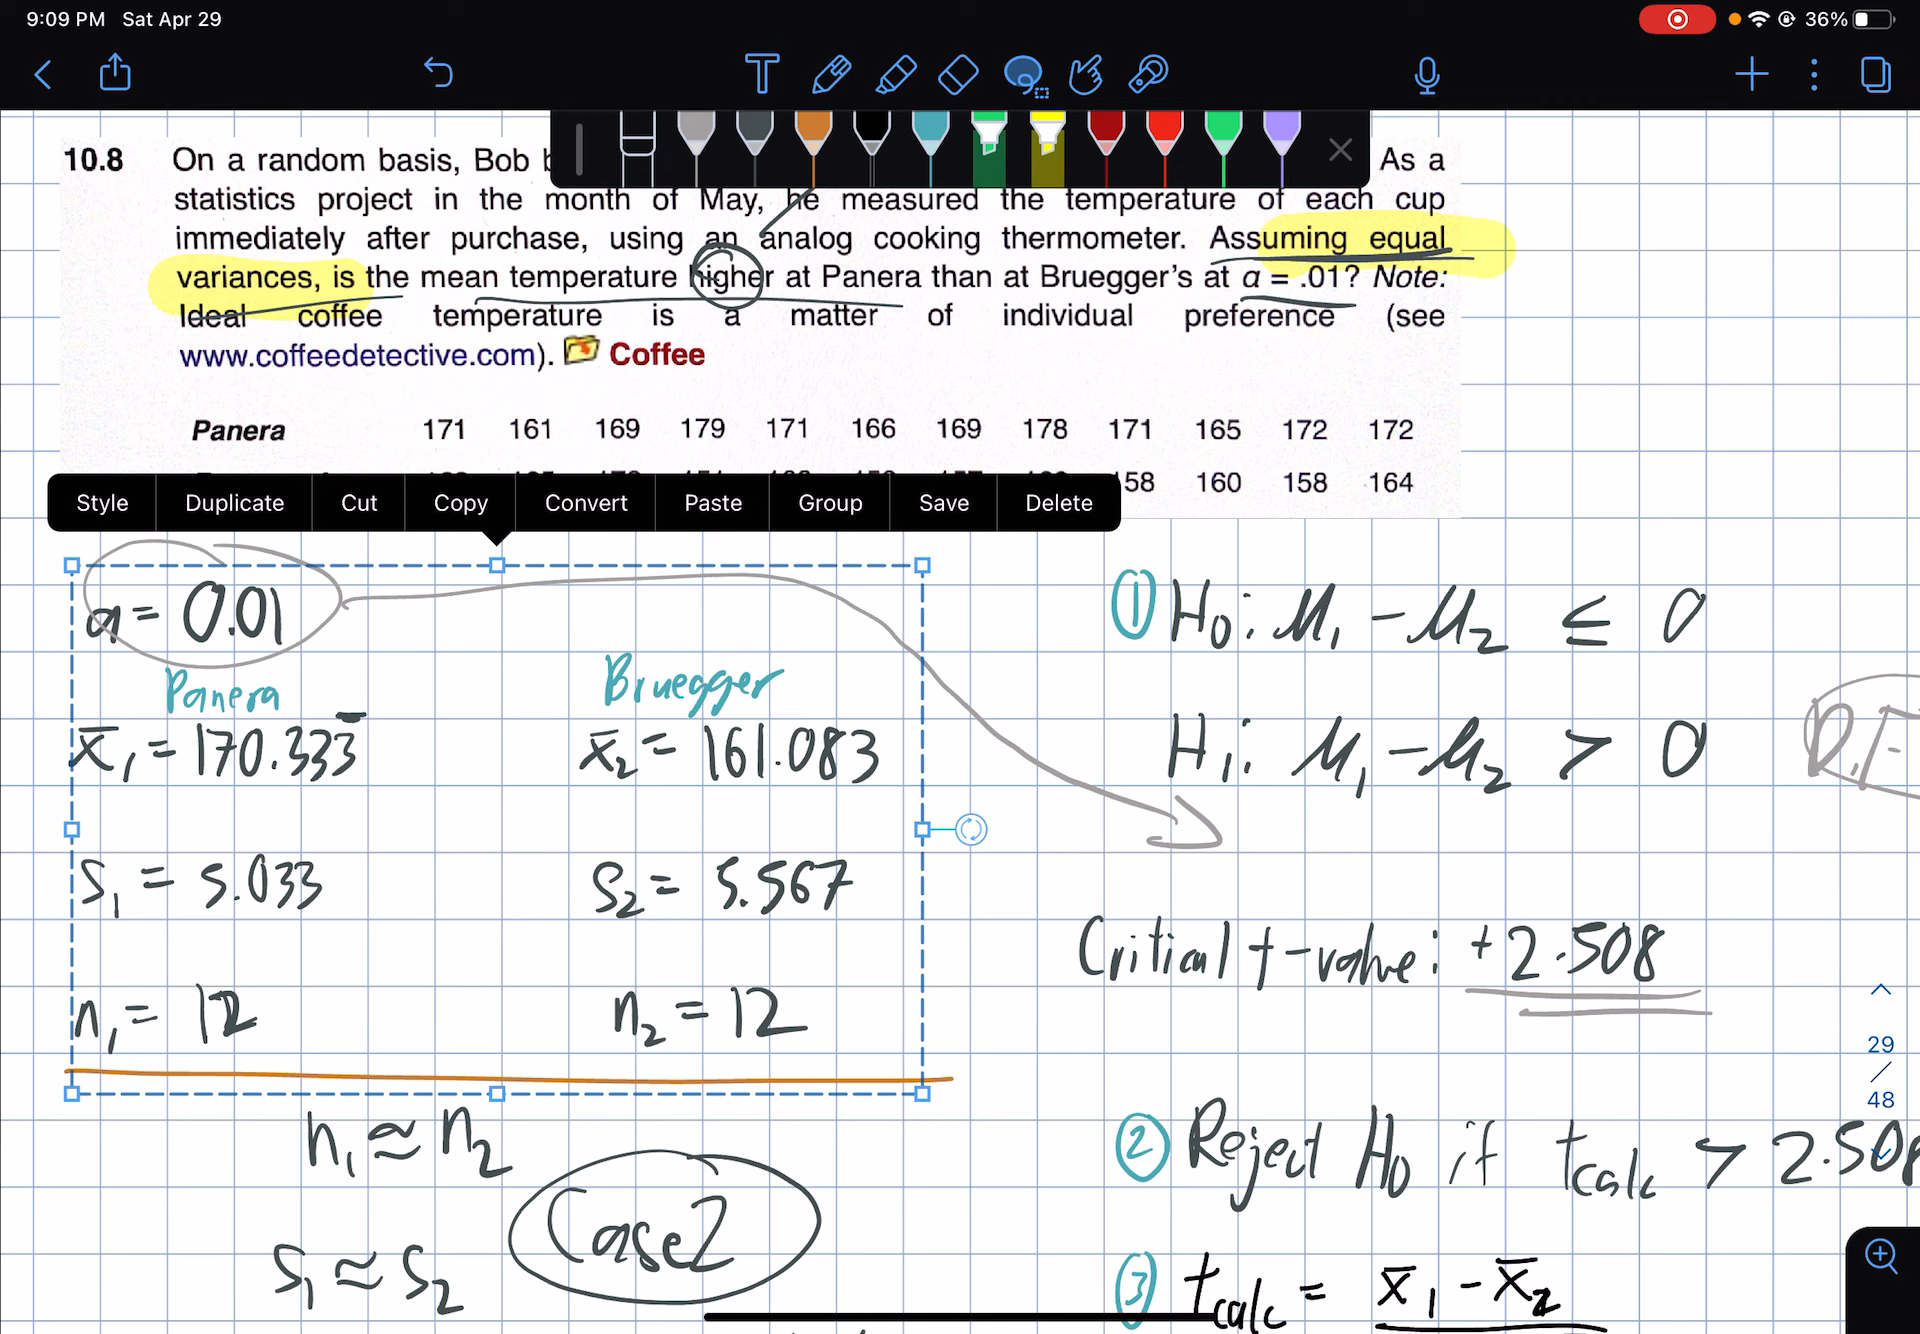 9:09 PM Sat Apr 29
36%
10.8 On a random basis, Bob b As a
statistics project in the month of May, he measured the temperature of each cup
immediately after purchase, using an analog cooking thermometer. Assuming equal
variances, is the mean temperature higher at Panera than at Bruegger's at α = .01? Note:
Ideal coffee temperature is a matter of individual preference (see
www.coffeedetective.com). Coffee
Panera 171 161 169 179 171 166 169 178 171 165 172 172
58 160 158 164
Style Duplicate Cut Copy Convert Paste Group Save Delete
α = 0.01
Panera Bruegger
x̄₁ = 170.333̅ x̄₂ = 161.083
s₁ = 5.033 s₂ = 5.567
n₁ = 12 n₂ = 12
n₁ ≈ n₂
Case 2
s₁ ≈ s₂
① H₀: μ₁ - μ₂ ≤ 0
H₁: μ₁ - μ₂ > 0
Critical t-value: +2.508
② Reject H₀ if tcalc > 2.508
③ tcalc = x̄₁ - x̄₂
29
/
48